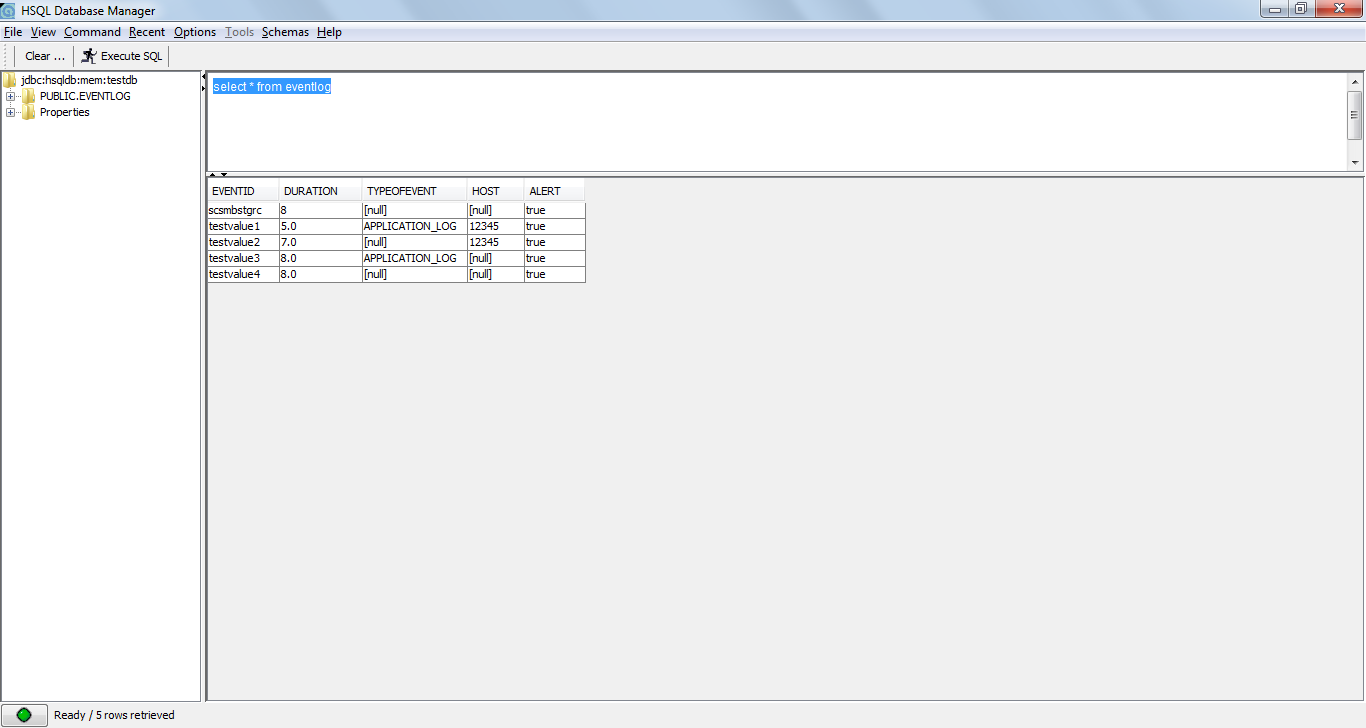 HSQL Database Manager
File View Command Recent Options Tools Schemas Help
Clear ... Execute SQL
jdbc:hsqldb:mem:testdb
PUBLIC.EVENTLOG
Properties
select * from eventlog
EVENTID DURATION TYPEOFEVENT HOST ALERT
scsmbstgrc 8 [null] [null] true
testvalue1 5.0 APPLICATION_LOG 12345 true
testvalue2 7.0 [null] 12345 true
testvalue3 8.0 APPLICATION_LOG [null] true
testvalue4 8.0 [null] [null] true
Ready / 5 rows retrieved